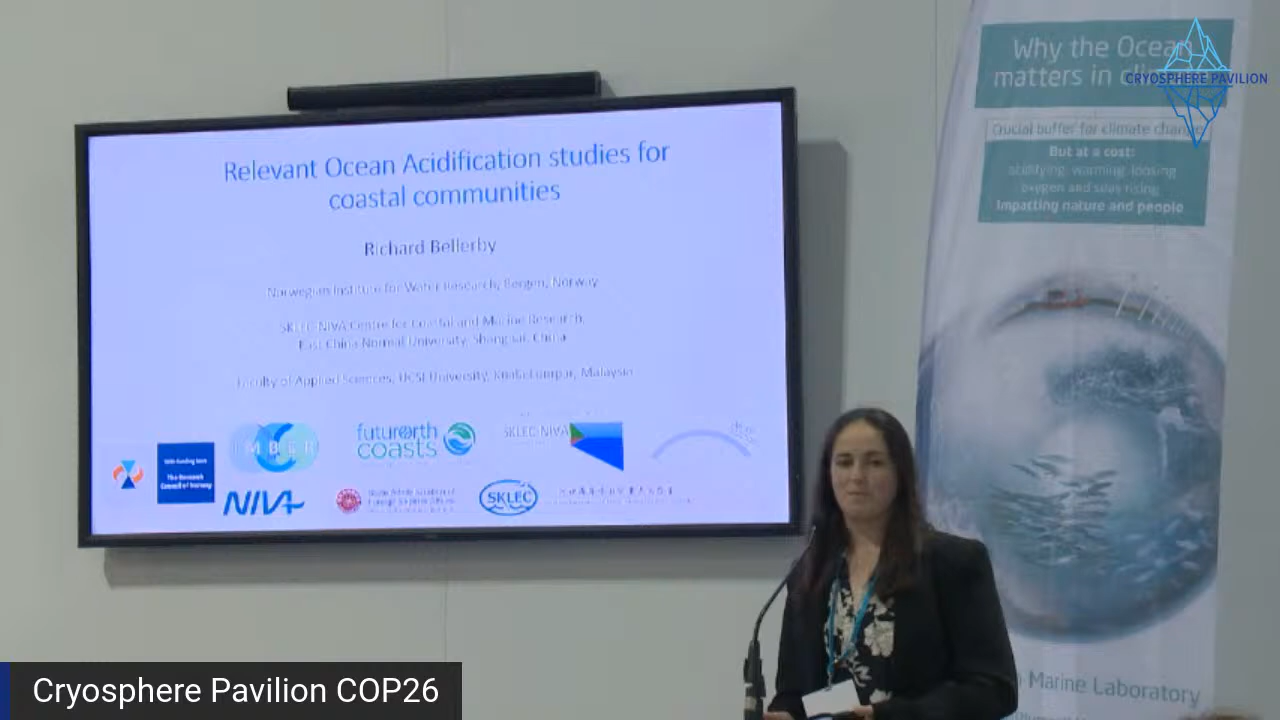 Relevant Ocean Acidification studies for
coastal communities
Richard Bellerby
Norwegian Institute for Water Research, Bergen, Norway
SKLEC-NIVA Centre for Coastal and Marine Research,
East China Normal University, Shanghai, China
Faculty of Applied Sciences, UCSI University, Kuala Lumpur, Malaysia
With funding from
The Research
Council of Norway
IMBER
futurearth
coasts
SKLEC-NIVA
NIVA
SKLEC
Why the Ocean
matters in
CRYOSPHERE PAVILION
Crucial buffer for climate change
But at a cost:
acidifying, warming, loosing
oxygen and seas rising
Impacting nature and people
Marine Laboratory
Cryosphere Pavilion COP26